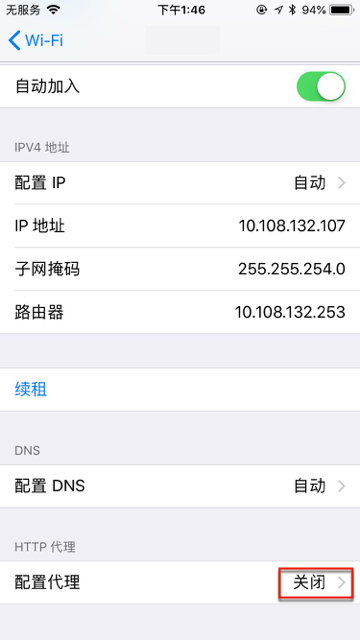 无服务 下午1:46 94%
Wi-Fi
自动加入
IPV4 地址
配置 IP 自动
IP 地址 10.108.132.107
子网掩码 255.255.254.0
路由器 10.108.132.253
续租
DNS
配置 DNS 自动
HTTP 代理
配置代理 关闭